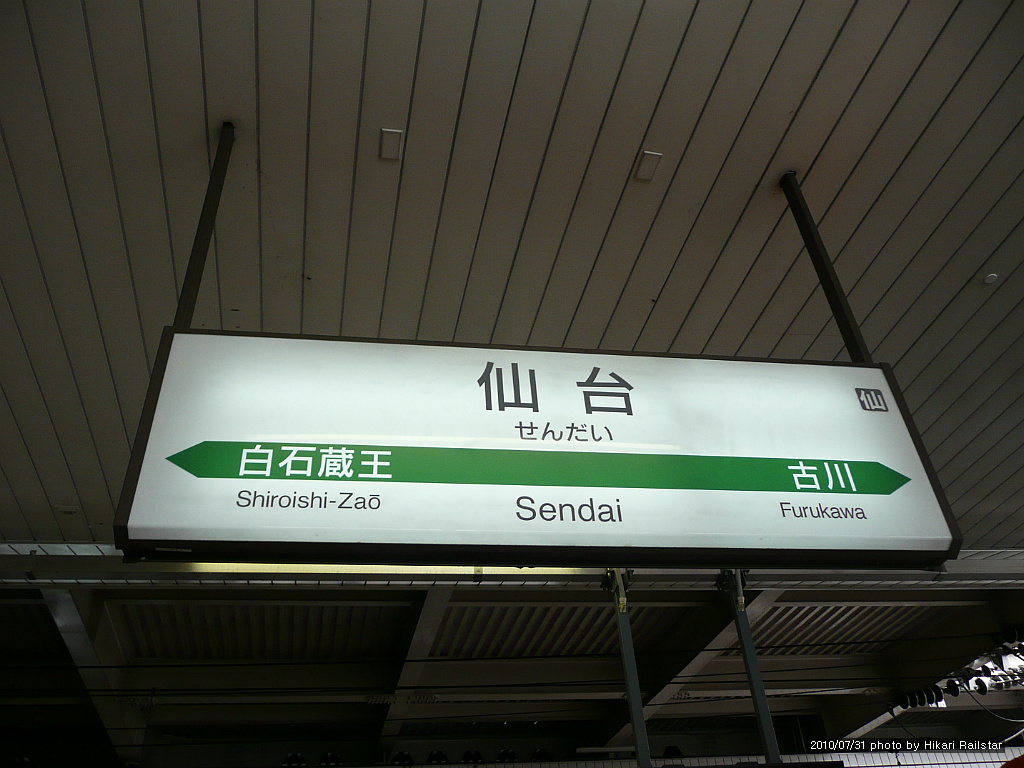 仙台
仙
せんだい
白石蔵王
古川
Shiroishi-Zaō
Sendai
Furukawa
2010/07/31 photo by Hikari Railstar